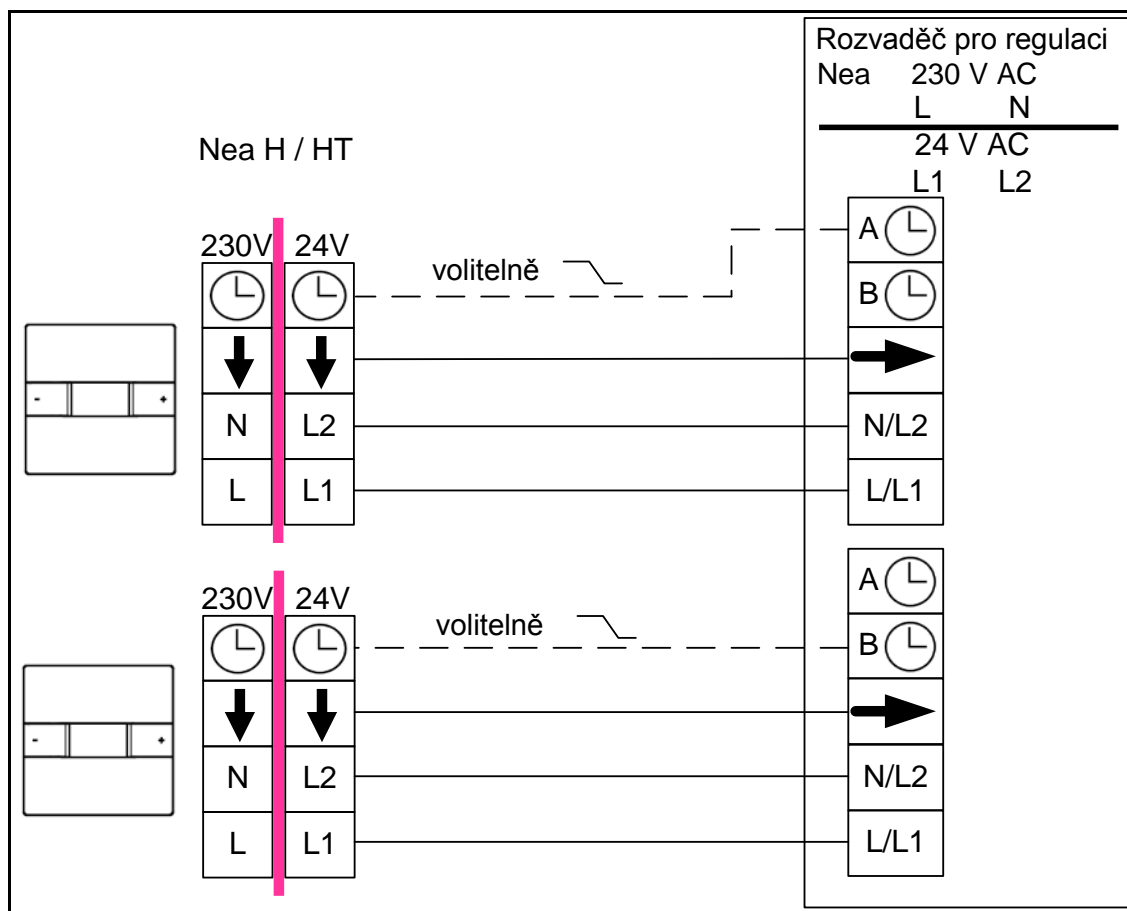 Rozvaděč pro regulaci
Nea 230 V AC
L N
24 V AC
L1 L2
Nea H / HT
230V 24V
volitelně
A
B
- +
N L2 N/L2
L L1 L/L1
230V 24V
volitelně
A
B
- +
N L2 N/L2
L L1 L/L1